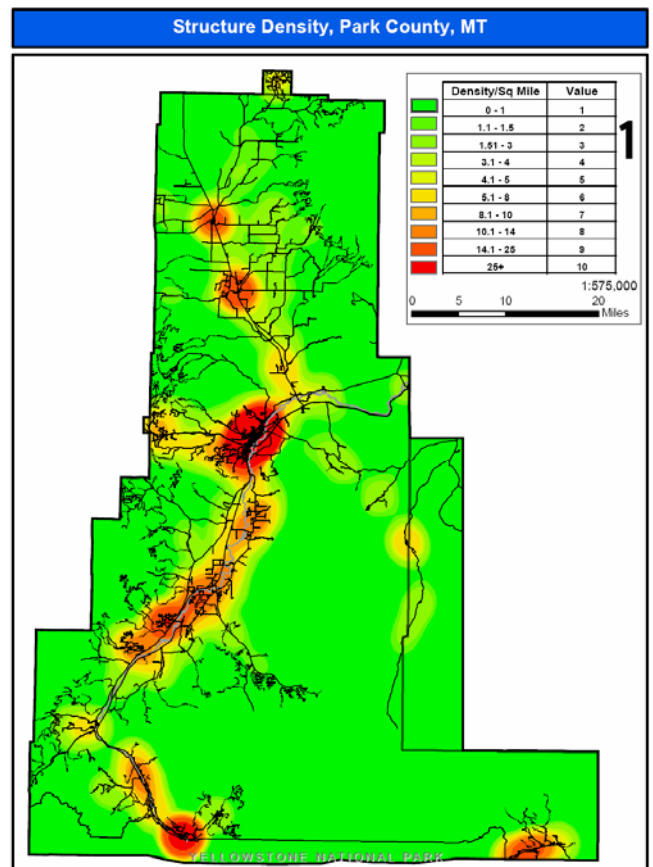 Structure Density, Park County, MT
Density/Sq Mile Value
0 - 1 1
1.1 - 1.5 2
1.51 - 3 3
3.1 - 4 4
4.1 - 5 5
5.1 - 8 6
8.1 - 10 7
10.1 - 14 8
14.1 - 25 9
25+ 10
1
1:575,000
0 5 10 20
Miles
YELLOWSTONE NATIONAL PARK